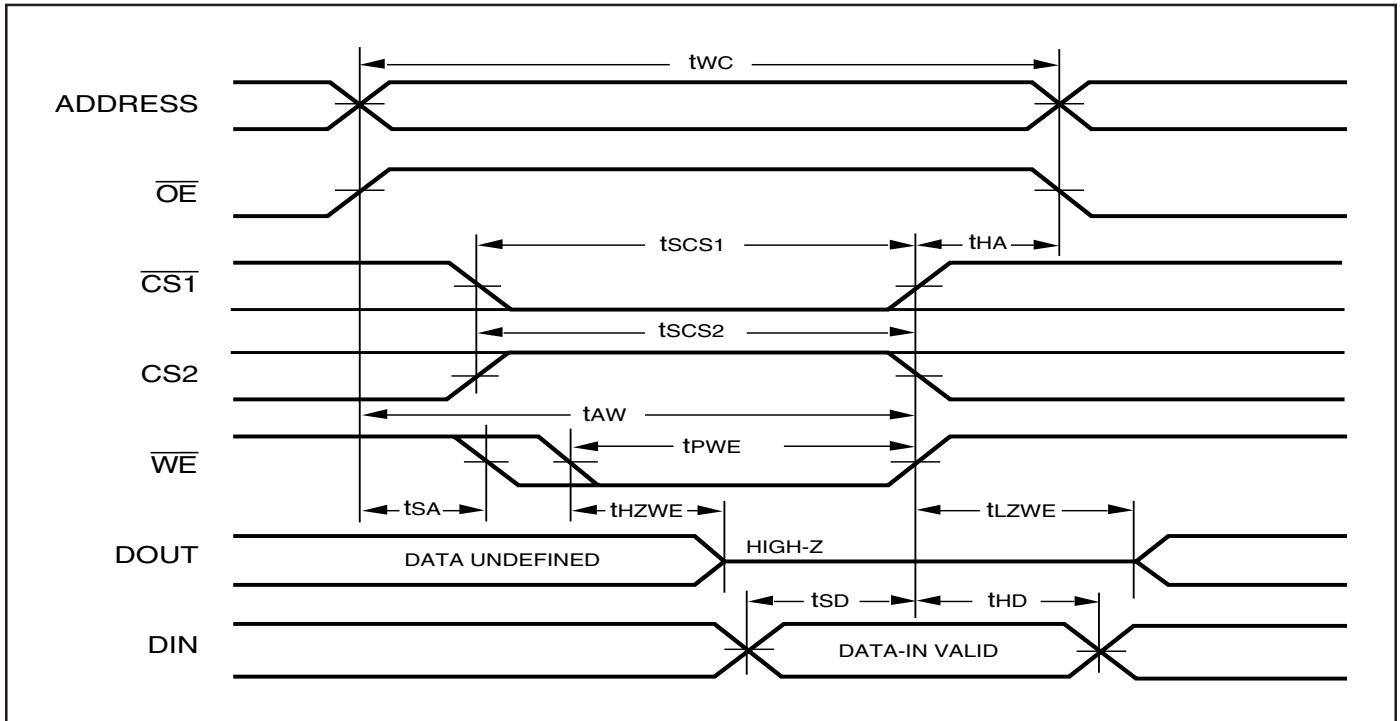 tWC
ADDRESS
OE
tSCS1
tHA
CS1
tSCS2
CS2
tAW
tPWE
WE
tSA
tHZWE
tLZWE
DOUT
DATA UNDEFINED
HIGH-Z
tSD
tHD
DIN
DATA-IN VALID